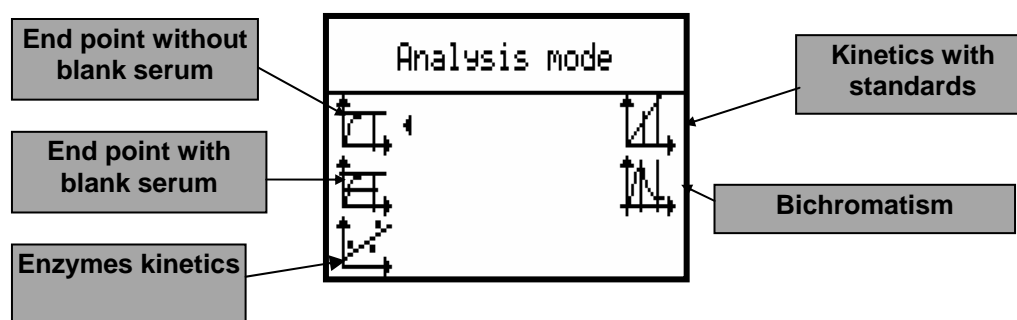 End point without
blank serum
Analysis mode
Kinetics with
standards
End point with
blank serum
Bichromatism
Enzymes kinetics